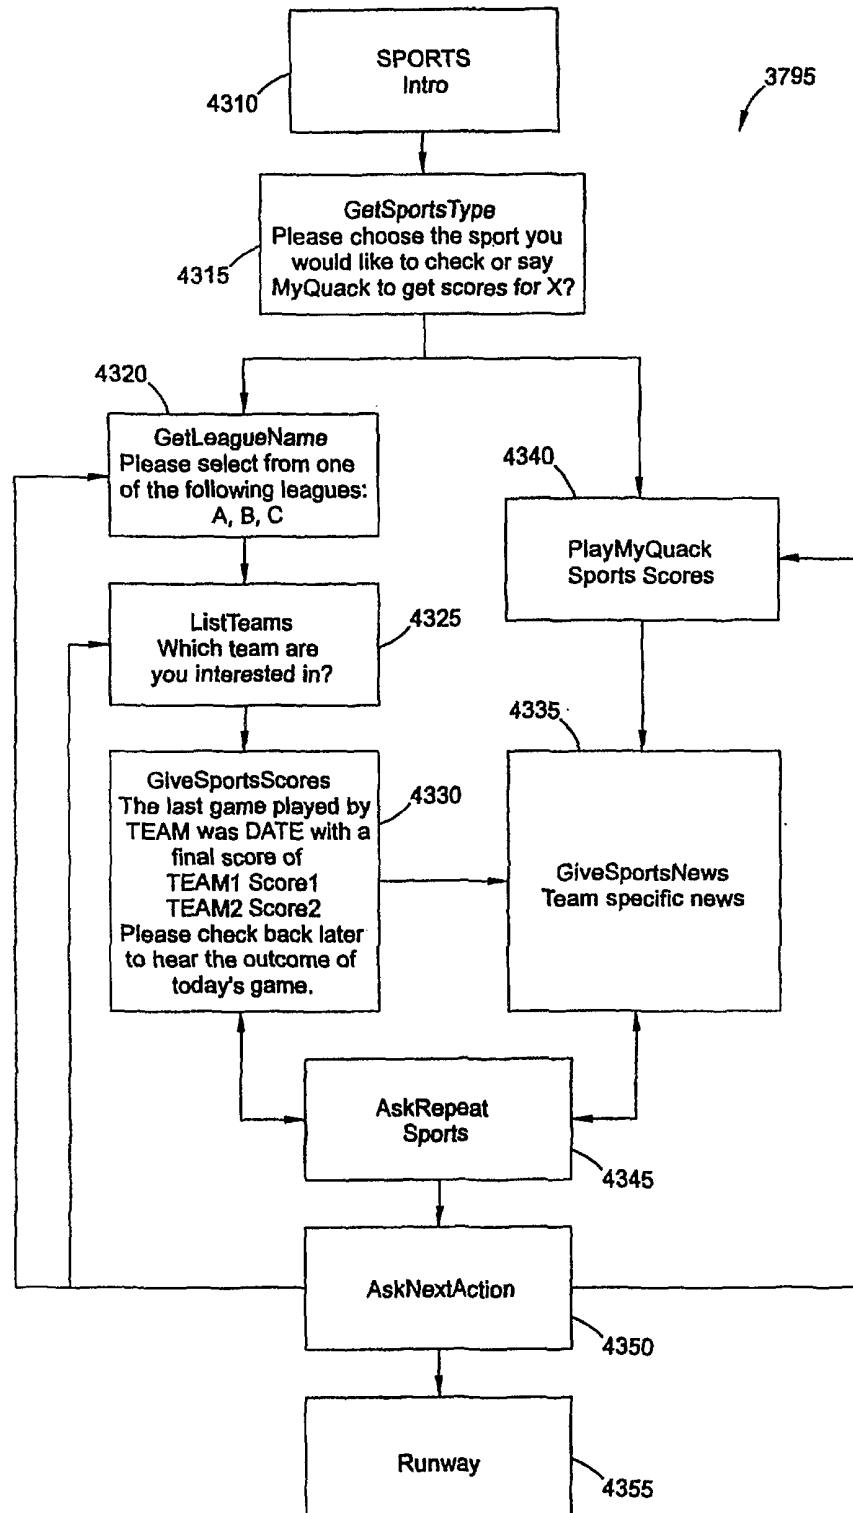 SPORTS
Intro
4310
3795
GetSportsType
Please choose the sport you
would like to check or say
MyQuack to get scores for X?
4315
4320
GetLeagueName
Please select from one
of the following leagues:
A, B, C
4340
PlayMyQuack
Sports Scores
ListTeams
Which team are
you interested in?
4325
4335
GiveSportsScores
The last game played by
TEAM was DATE with a
final score of
TEAM1 Score1
TEAM2 Score2
Please check back later
to hear the outcome of
today's game.
4330
GiveSportsNews
Team specific news
AskRepeat
Sports
4345
AskNextAction
4350
Runway
4355